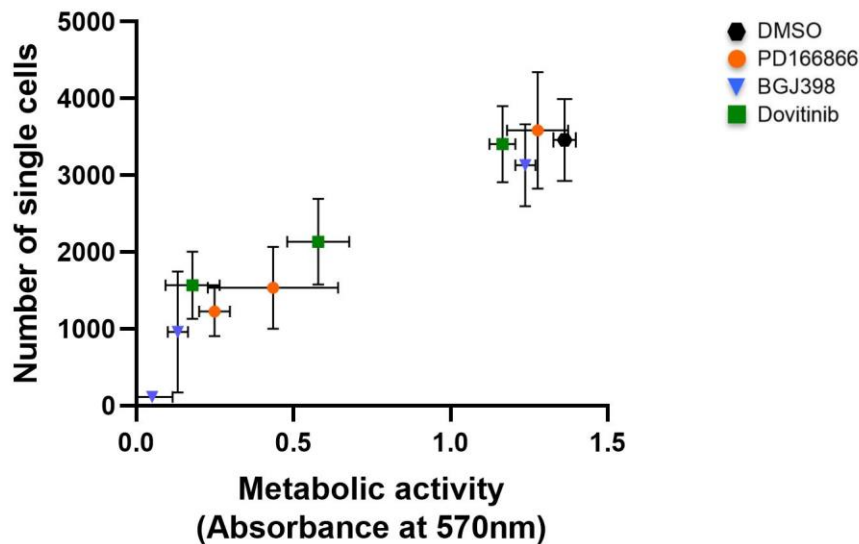 Number of single cells
5000
4000
3000
2000
1000
0
0.0 0.5 1.0 1.5
Metabolic activity
(Absorbance at 570nm)
DMSO
PD166866
BGJ398
Dovitinib